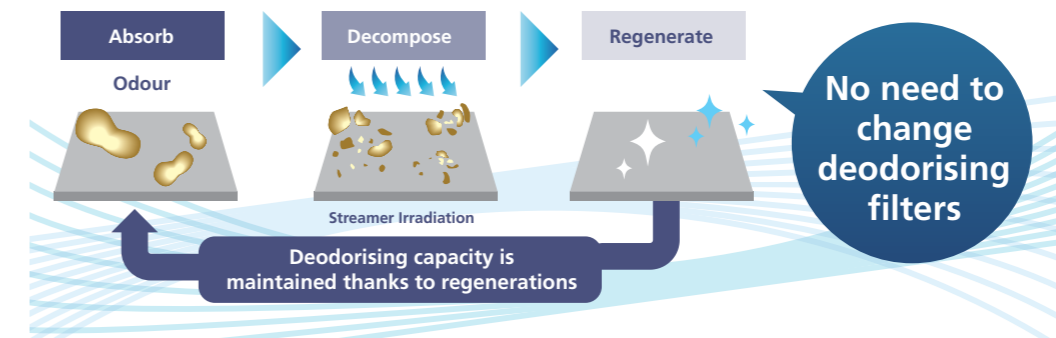 Absorb
Decompose
Regenerate
Odour
No need to
change
deodorising
filters
Streamer Irradiation
Deodorising capacity is
maintained thanks to regenerations